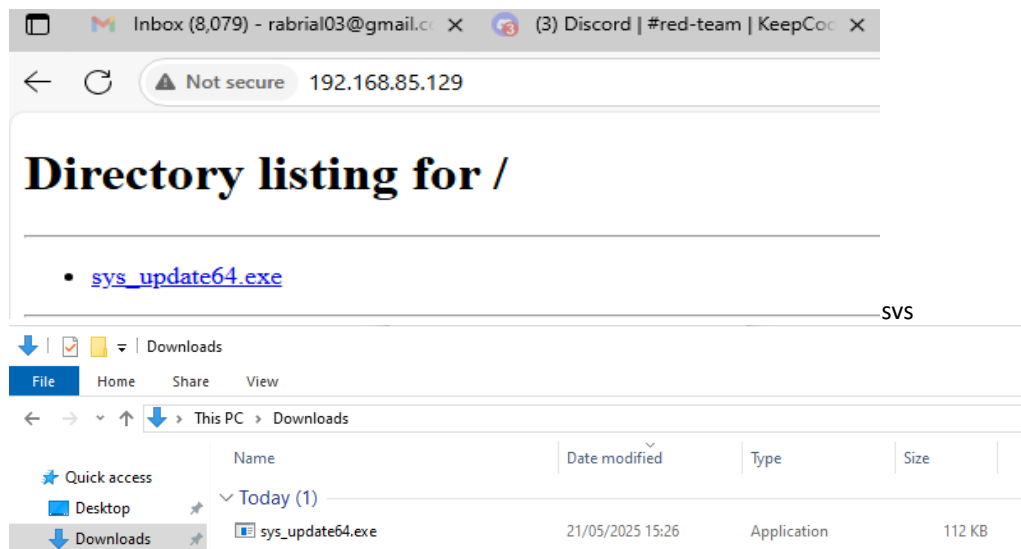 Inbox (8,079) - rabrial03@gmail.cc
(3) Discord | #red-team | KeepCoc
Not secure 192.168.85.129
Directory listing for /
sys_update64.exe
svs
Downloads
File Home Share View
This PC > Downloads
Name Date modified Type Size
Quick access
Today (1)
Desktop
sys_update64.exe 21/05/2025 15:26 Application 112 KB
Downloads